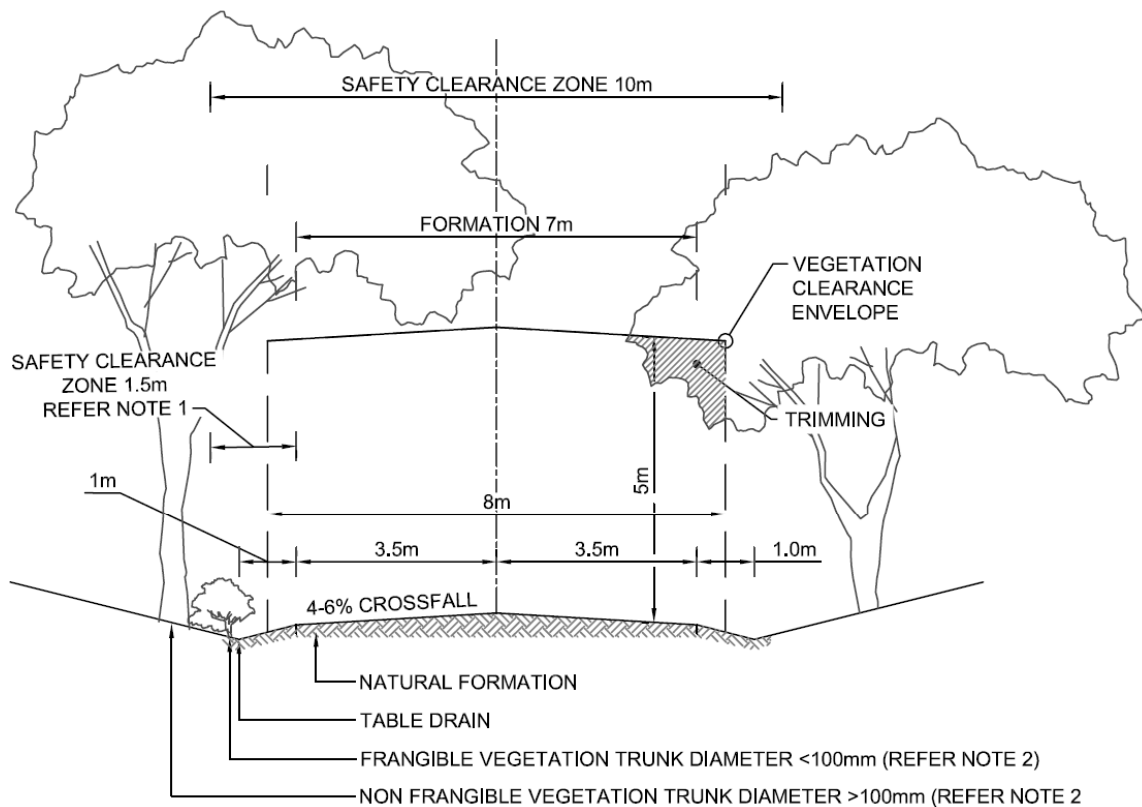 SAFETY CLEARANCE ZONE 10m
FORMATION 7m
VEGETATION
CLEARANCE
ENVELOPE
SAFETY CLEARANCE
ZONE 1.5m
REFER NOTE 1
TRIMMING
1m
5m
8m
3.5m
3.5m
1.0m
4-6% CROSSFALL
NATURAL FORMATION
TABLE DRAIN
FRANGIBLE VEGETATION TRUNK DIAMETER <100mm (REFER NOTE 2)
NON FRANGIBLE VEGETATION TRUNK DIAMETER >100mm (REFER NOTE 2